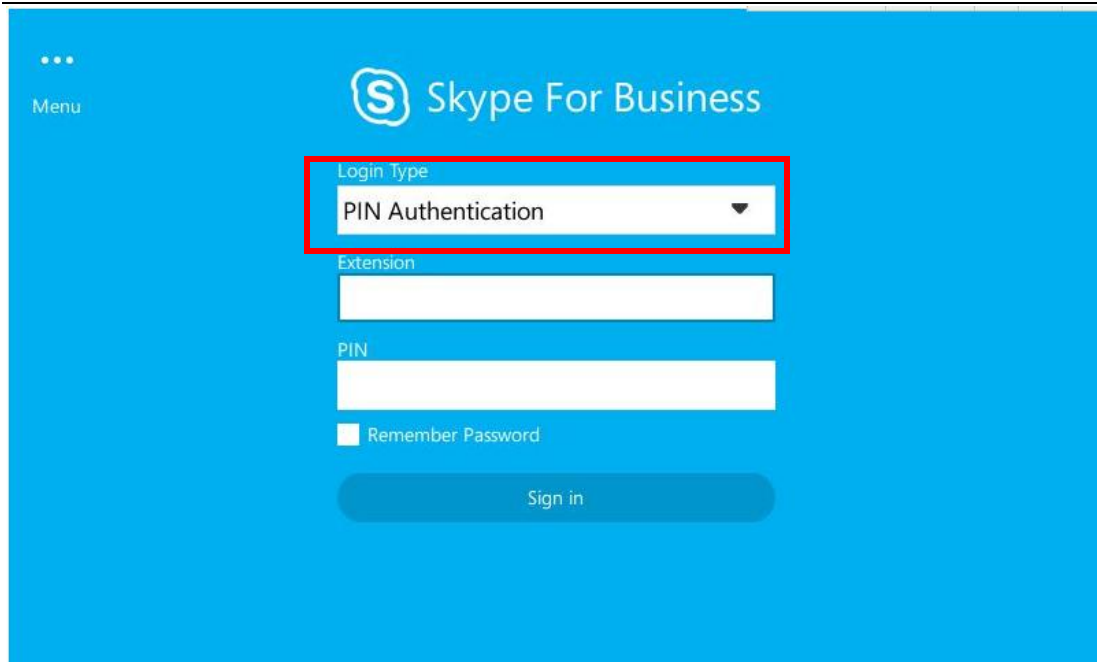 •••
Menu
Skype For Business
Login Type
PIN Authentication
Extension
PIN
Remember Password
Sign in